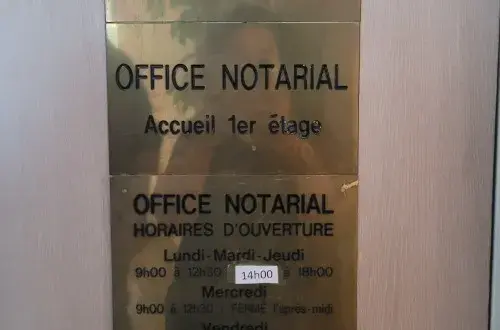 OFFICE NOTARIAL
Accueil 1er étage
OFFICE NOTARIAL
HORAIRES D'OUVERTURE
Lundi-Mardi-Jeudi
9h00 à 12h30 14h00 à 18h00
Mercredi
9h00 à 12h30 FERMÉ l'après-midi
Vendredi